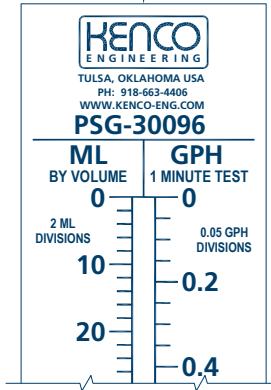 KENCO
ENGINEERING
TULSA, OKLAHOMA USA
PH: 918-663-4406
WWW.KENCO-ENG.COM
PSG-30096
ML GPH
BY VOLUME 1 MINUTE TEST
0 0
2 ML
DIVISIONS
0.05 GPH
DIVISIONS
10
0.2
20
0.4